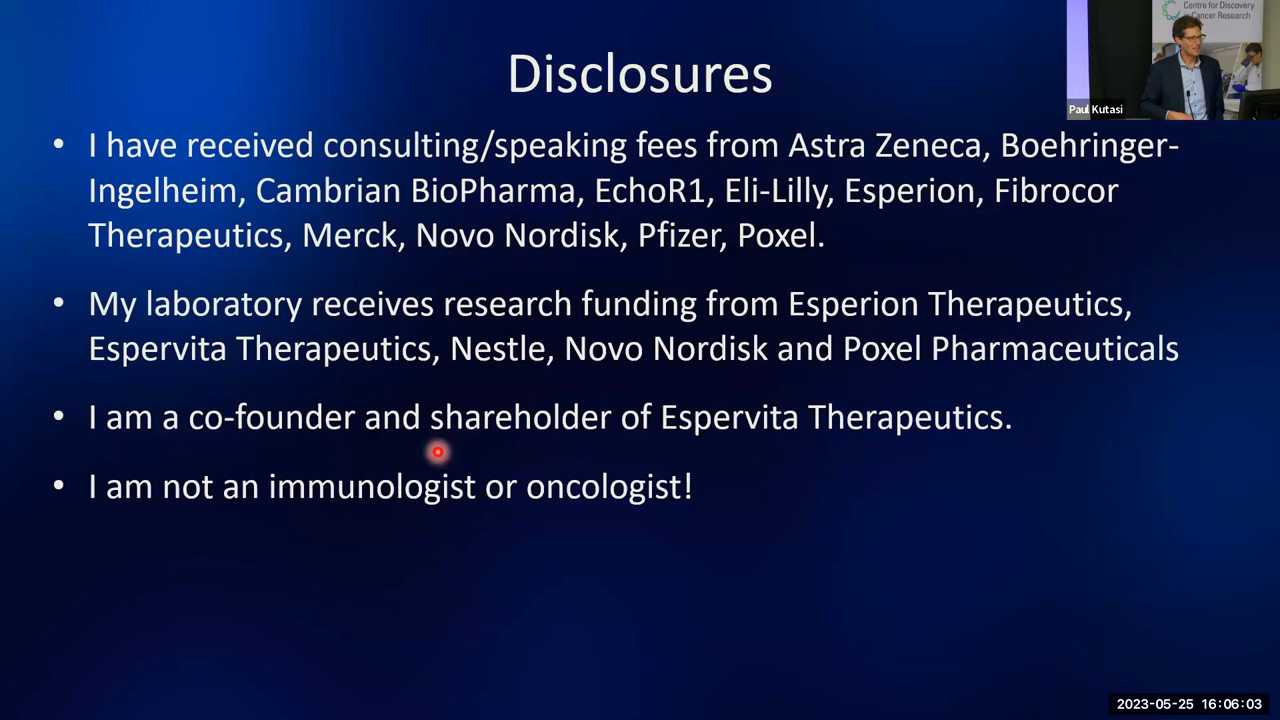 Centre for Discovery
in Cancer Research
Paul Kutasi
Disclosures
• I have received consulting/speaking fees from Astra Zeneca, Boehringer-
Ingelheim, Cambrian BioPharma, EchoR1, Eli-Lilly, Esperion, Fibrocor
Therapeutics, Merck, Novo Nordisk, Pfizer, Poxel.
• My laboratory receives research funding from Esperion Therapeutics,
Espervita Therapeutics, Nestle, Novo Nordisk and Poxel Pharmaceuticals
• I am a co-founder and shareholder of Espervita Therapeutics.
• I am not an immunologist or oncologist!
2023-05-25 16:06:03